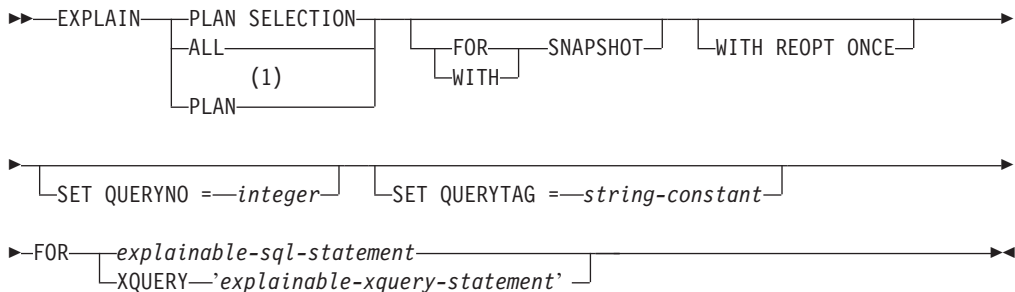 EXPLAIN PLAN SELECTION
ALL FOR SNAPSHOT WITH REOPT ONCE
(1) WITH
PLAN
SET QUERYNO = integer SET QUERYTAG = string-constant
FOR explainable-sql-statement
XQUERY 'explainable-xquery-statement'